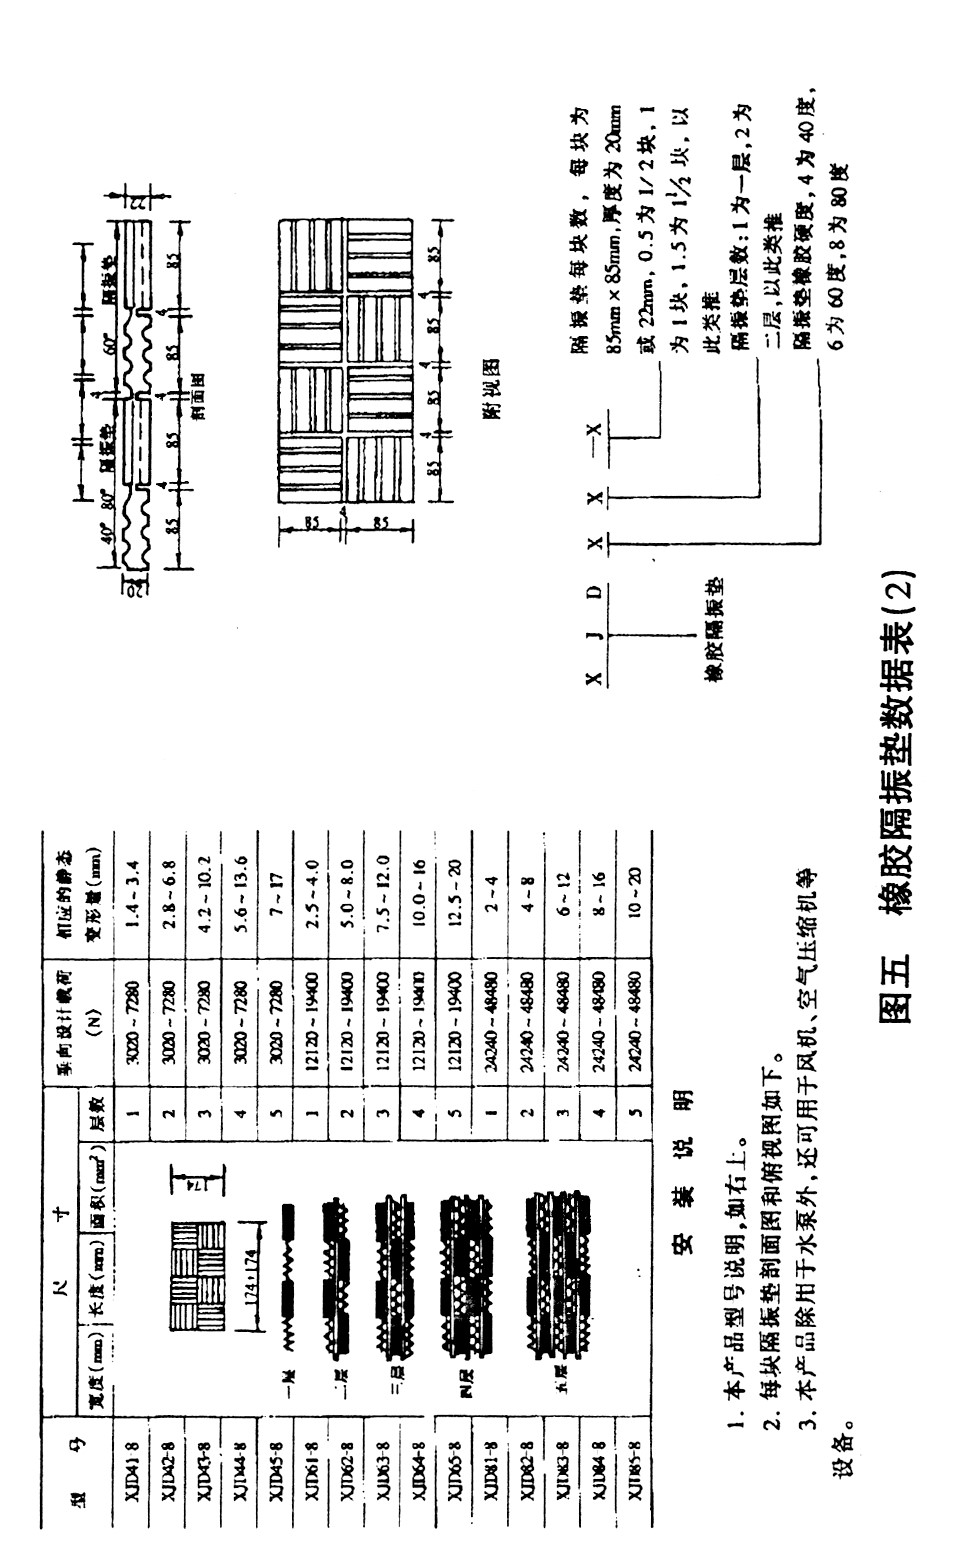 型 号 尺 寸 垂向设计载荷 相应的静态
宽度(mm) 长度(mm) 面积(mm²) 层数 (N) 变形量(mm)
XJD41-8 1 3020~7280 1.4~3.4
XJD42-8 2 3020~7280 2.8~6.8
XJD43-8 3 3020~7280 4.2~10.2
XJD44-8 4 3020~7280 5.6~13.6
XJD45-8 5 3020~7280 7~17
XJD61-8 1 12120~19400 2.5~4.0
XJD62-8 2 12120~19400 5.0~8.0
XJD63-8 3 12120~19400 7.5~12.0
XJD64-8 4 12120~19400 10.0~16
XJD65-8 5 12120~19400 12.5~20
XJD81-8 1 24240~48480 2~4
XJD82-8 2 24240~48480 4~8
XJD83-8 3 24240~48480 6~12
XJD84-8 4 24240~48480 8~16
XJD85-8 5 24240~48480 10~20
174
174+174
一层
二层
三层
四层
五层
安装说明
1. 本产品型号说明,如右上。
2. 每块隔振垫剖面图和俯视图如下。
3. 本产品除用于水泵外,还可用于风机、空气压缩机等
设备。
4
40° 80° 隔振垫 60° 隔振垫
20 22
4 4 4
85 85 85 85
剖面图
85
85
4 4 4
85 85 85 85
附视图
X J D X X —X
橡胶隔振垫
隔振垫每块数, 每块为
85mm×85mm,厚度为20mm
或22mm, 0.5为1/2块, 1
为1块, 1.5为1½块, 以
此类推
隔振垫层数:1为一层,2为
二层,以此类推
隔振垫橡胶硬度,4为40度,
6为60度,8为80度
图五 橡胶隔振垫数据表(2)